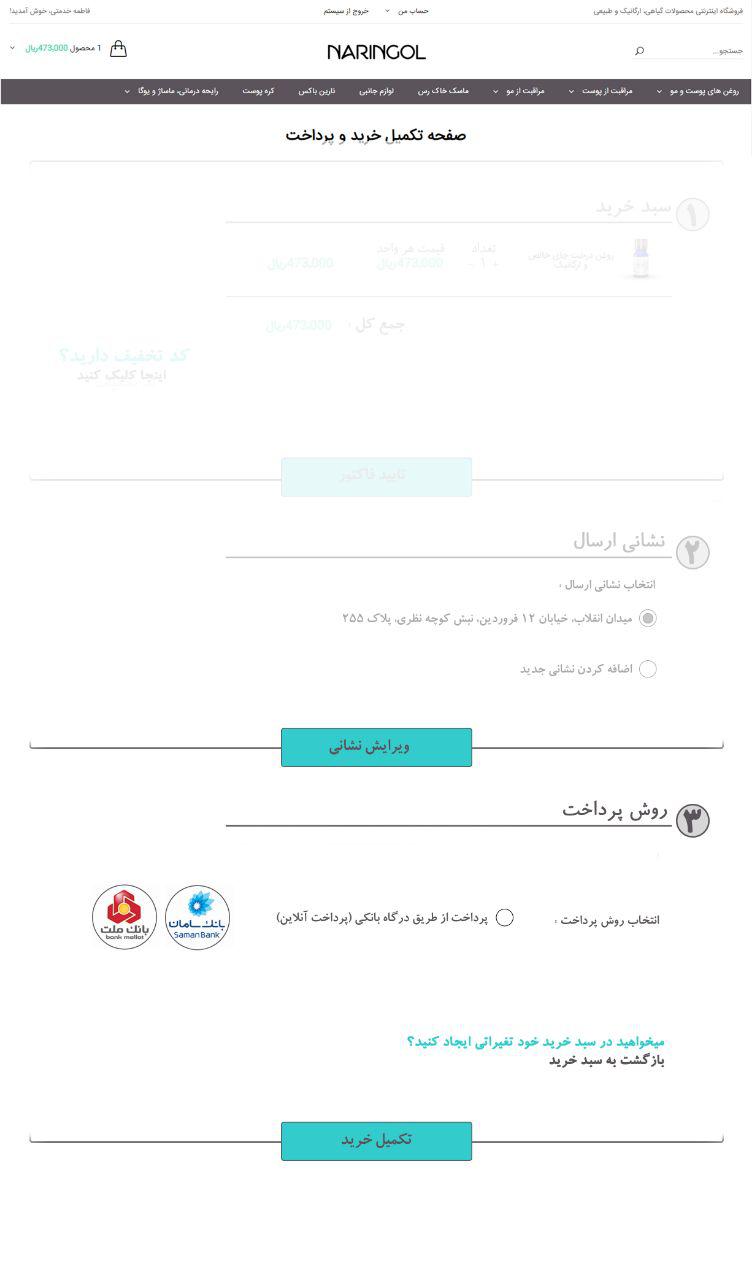 فروشگاه اینترنتی محصولات گیاهی، ارگانیک و طبیعی
حساب من
خروج از سیستم
فاطمه خدمتی، خوش آمدید!
جستجو...
NARINGOL
1 محصول 473,000ریال
روغن های پوست و مو
مراقبت از پوست
مراقبت از مو
ماسک خاک رس
لوازم جانبی
نارین باکس
کره پوست
رایحه درمانی، ماساژ و یوگا
صفحه تکمیل خرید و پرداخت
۱
سبد خرید
روغن درخت چای خالص و ارگانیک
تعداد
+ ۱ -
قیمت هر واحد
473,000ریال
473,000ریال
جمع کل : 473,000ریال
کد تخفیف دارید؟
اینجا کلیک کنید
تایید فاکتور
۲
نشانی ارسال
انتخاب نشانی ارسال :
میدان انقلاب، خیابان ۱۲ فروردین، نبش کوچه نظری، پلاک ۲۵۵
اضافه کردن نشانی جدید
ویرایش نشانی
۳
روش پرداخت
انتخاب روش پرداخت :
پرداخت از طریق درگاه بانکی (پرداخت آنلاین)
بانک سامان
Saman Bank
بانک ملت
bank mellat
میخواهید در سبد خرید خود تغیراتی ایجاد کنید؟
بازگشت به سبد خرید
تکمیل خرید